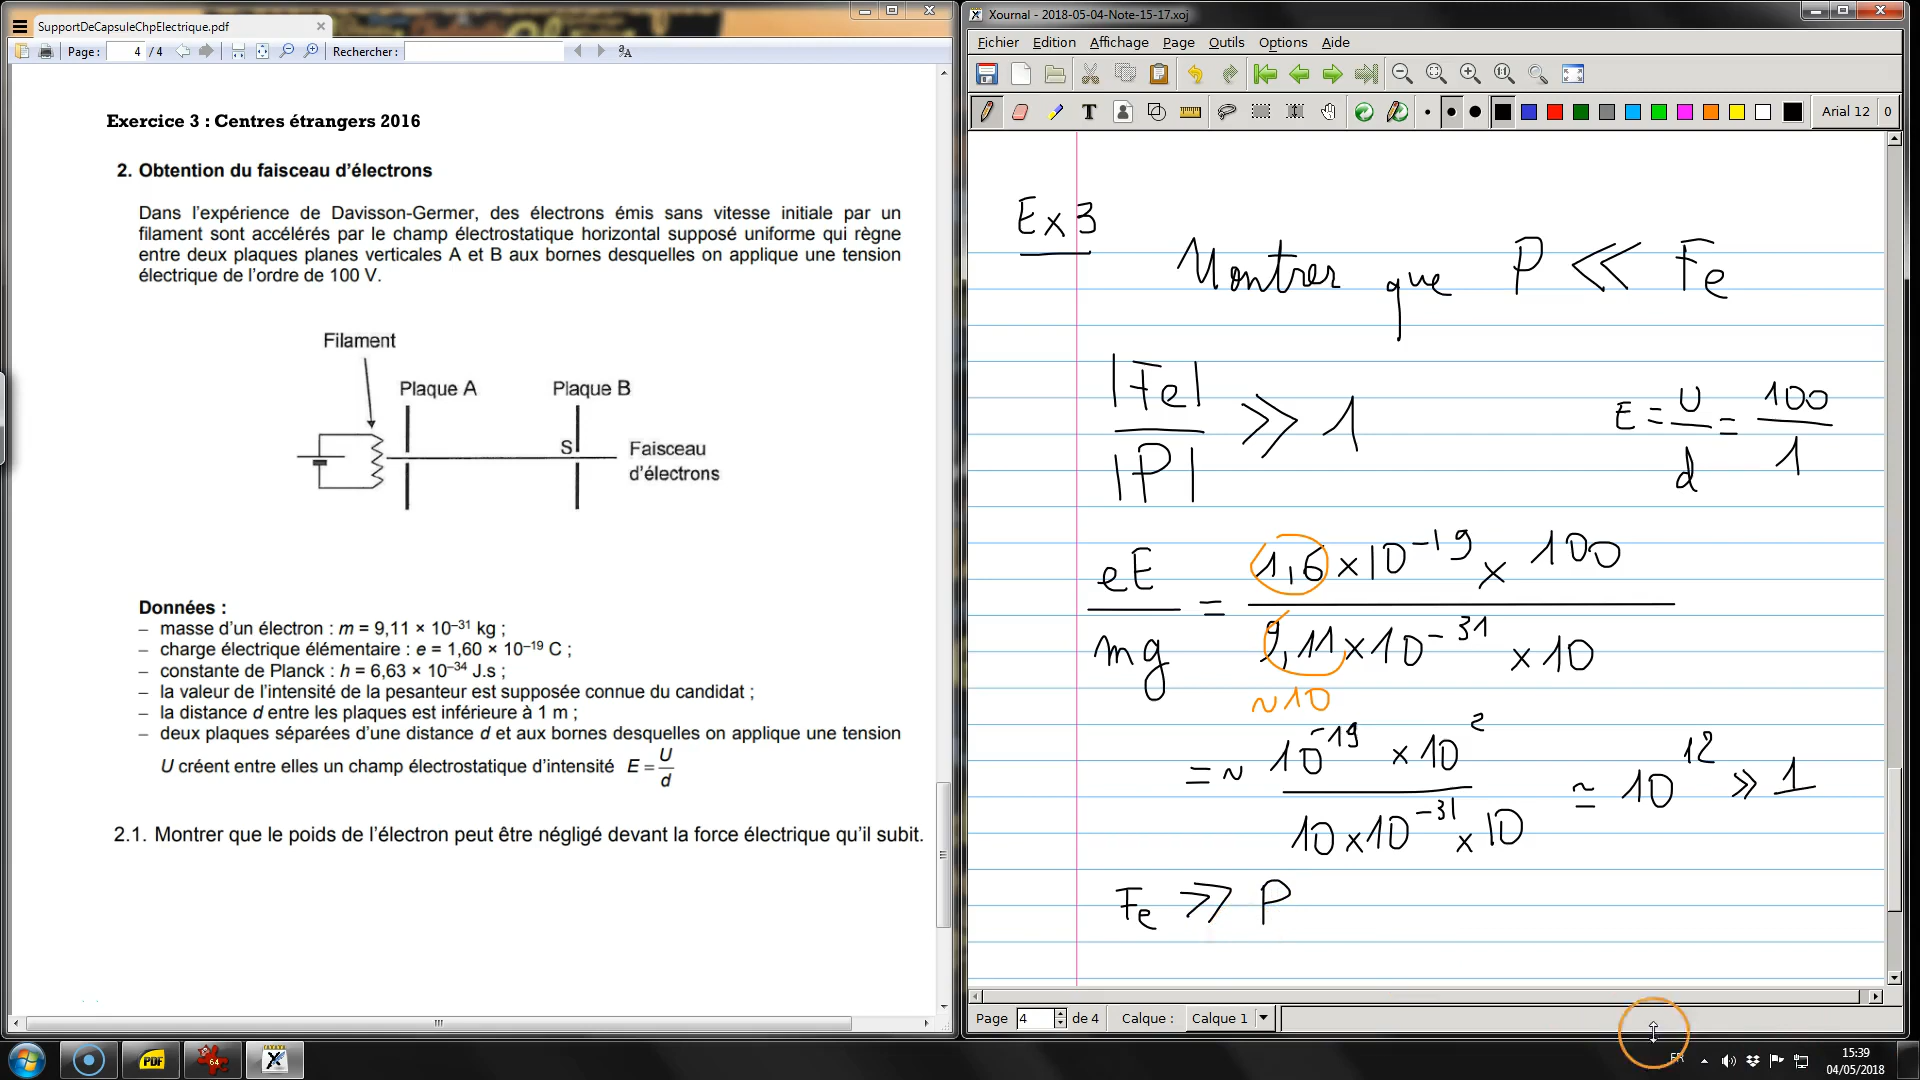 SupportDeCapsuleChpElectrique.pdf
Page : 4 / 4 Rechercher :
Exercice 3 : Centres étrangers 2016
2. Obtention du faisceau d’électrons
Dans l’expérience de Davisson-Germer, des électrons émis sans vitesse initiale par un
filament sont accélérés par le champ électrostatique horizontal supposé uniforme qui règne
entre deux plaques planes verticales A et B aux bornes desquelles on applique une tension
électrique de l’ordre de 100 V.
Filament
Plaque A Plaque B
S
Faisceau
d’électrons
Données :
– masse d’un électron : m = 9,11 × 10⁻³¹ kg ;
– charge électrique élémentaire : e = 1,60 × 10⁻¹⁹ C ;
– constante de Planck : h = 6,63 × 10⁻³⁴ J.s ;
– la valeur de l’intensité de la pesanteur est supposée connue du candidat ;
– la distance d entre les plaques est inférieure à 1 m ;
– deux plaques séparées d’une distance d et aux bornes desquelles on applique une tension
U créent entre elles un champ électrostatique d’intensité E = U/d
2.1. Montrer que le poids de l’électron peut être négligé devant la force électrique qu’il subit.
Xournal - 2018-05-04-Note-15-17.xoj
Fichier Edition Affichage Page Outils Options Aide
T Arial 12 0
Ex 3
Montrer que P << Fe
|Fe| / |P| >> 1
E = U/d = 100/1
eE / mg = 1,6 × 10⁻¹⁹ × 100 / 9,11 × 10⁻³¹ × 10
~10
= ~ 10⁻¹⁹ × 10² / 10 × 10⁻³¹ × 10 ≃ 10¹² >> 1
Fe >> P
Page 4 de 4 Calque : Calque 1
PDF 64 FR 15:39
04/05/2018